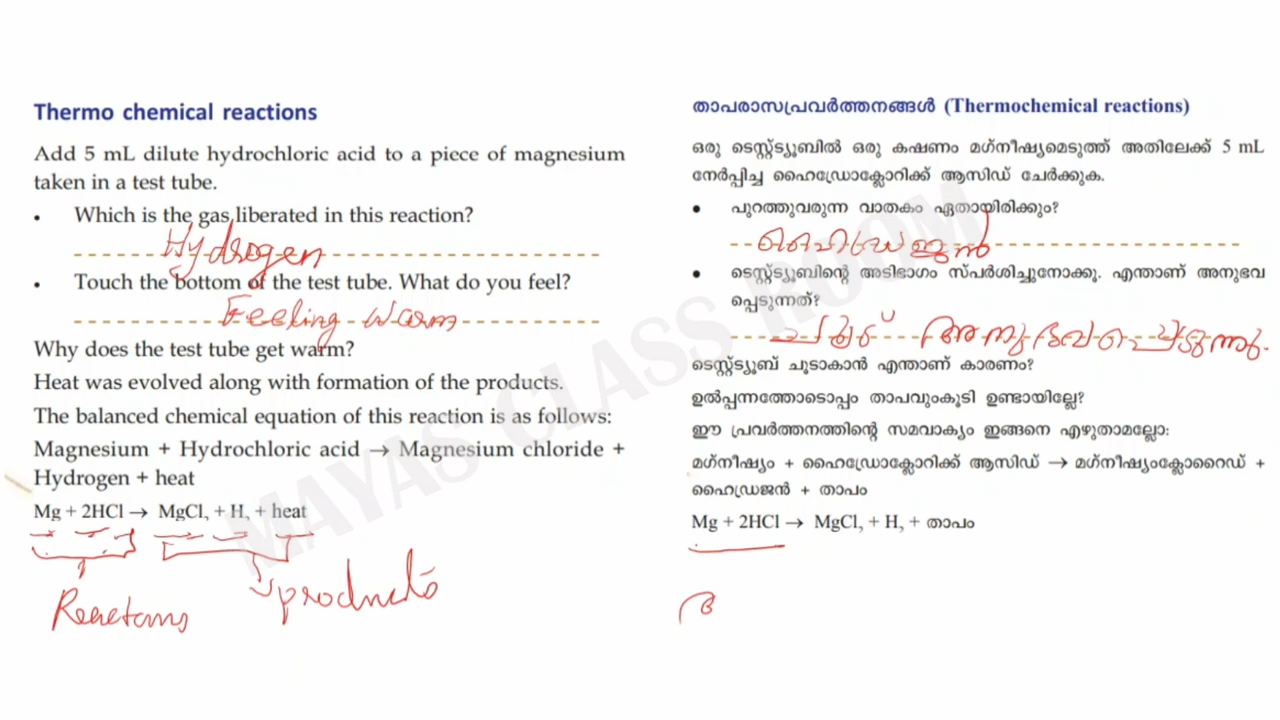 Thermo chemical reactions
Add 5 mL dilute hydrochloric acid to a piece of magnesium
taken in a test tube.
• Which is the gas liberated in this reaction?
Hydrogen
• Touch the bottom of the test tube. What do you feel?
Feeling warm
Why does the test tube get warm?
Heat was evolved along with formation of the products.
The balanced chemical equation of this reaction is as follows:
Magnesium + Hydrochloric acid → Magnesium chloride +
Hydrogen + heat
Mg + 2HCl → MgCl₂ + H₂ + heat
products
താപരാസപ്രവർത്തനങ്ങൾ (Thermochemical reactions)
ഒരു ടെസ്റ്റ്ട്യൂബിൽ ഒരു കഷണം മഗ്നീഷ്യമെടുത്ത് അതിലേക്ക് 5 mL
നേർപ്പിച്ച ഹൈഡ്രോക്ലോറിക്ക് ആസിഡ് ചേർക്കുക.
• പുറത്തുവരുന്ന വാതകം ഏതായിരിക്കും?
ഹൈഡ്രജൻ
• ടെസ്റ്റ്ട്യൂബിന്റെ അടിഭാഗം സ്പർശിച്ചുനോക്കൂ. എന്താണ് അനുഭവ
പ്പെടുന്നത്?
ചൂട് അനുഭവപ്പെടുന്നു.
ടെസ്റ്റ്ട്യൂബ് ചൂടാകാൻ എന്താണ് കാരണം?
ഉൽപ്പന്നത്തോടൊപ്പം താപവുംകൂടി ഉണ്ടായില്ലേ?
ഈ പ്രവർത്തനത്തിന്റെ സമവാക്യം ഇങ്ങനെ എഴുതാമല്ലോ:
മഗ്നീഷ്യം + ഹൈഡ്രോക്ലോറിക്ക് ആസിഡ് → മഗ്നീഷ്യംക്ലോറൈഡ് +
ഹൈഡ്രജൻ + താപം
Mg + 2HCl → MgCl₂ + H₂ + താപം
MAYAS CLASS ROOM